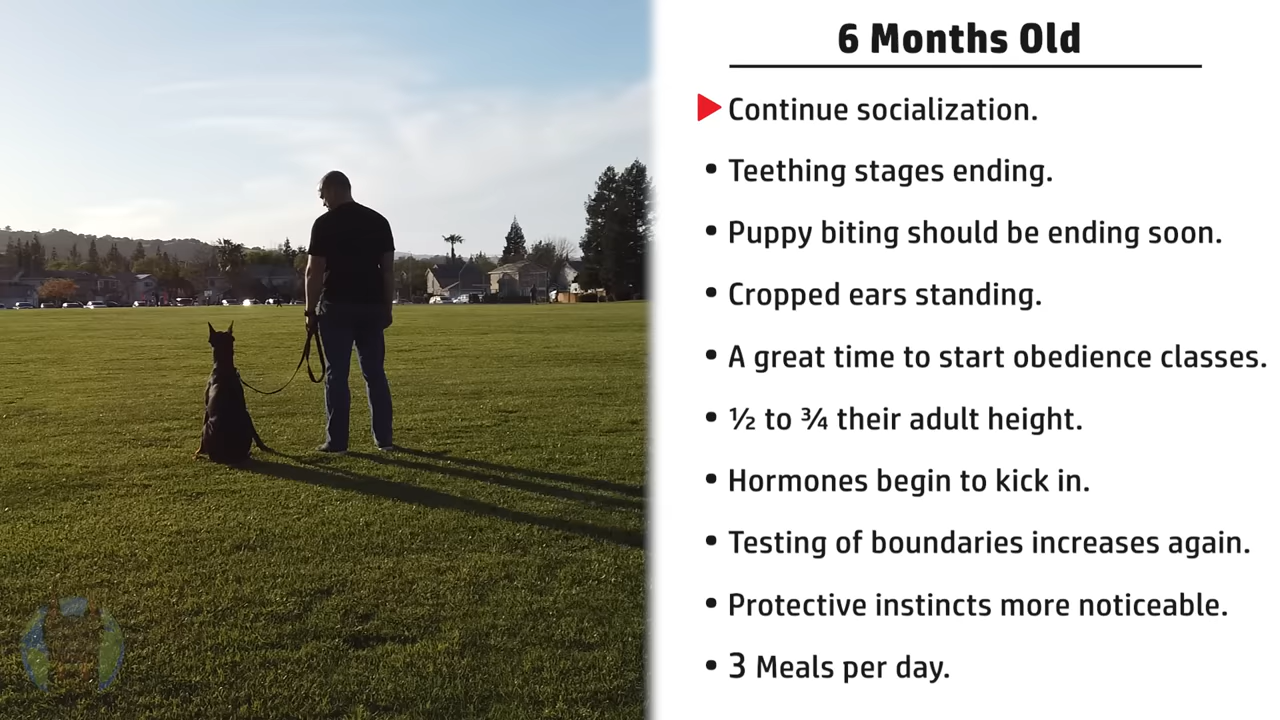 6 Months Old
Continue socialization.
• Teething stages ending.
• Puppy biting should be ending soon.
• Cropped ears standing.
• A great time to start obedience classes.
• ½ to ¾ their adult height.
• Hormones begin to kick in.
• Testing of boundaries increases again.
• Protective instincts more noticeable.
• 3 Meals per day.